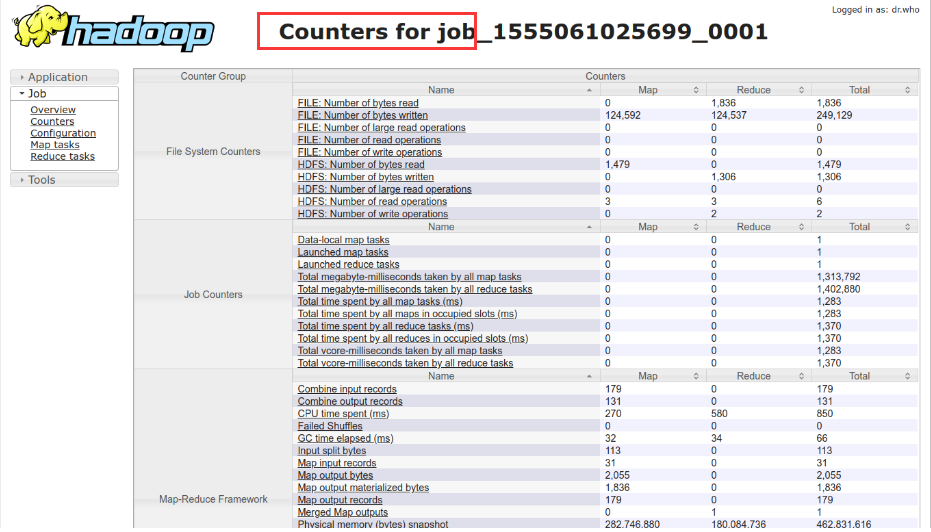 Logged in as: dr.who
hadoop
Counters for job_1555061025699_0001
Application
Job
Overview
Counters
Configuration
Map tasks
Reduce tasks
Tools
Counter Group Counters
File System Counters
Name Map Reduce Total
FILE: Number of bytes read 0 1,836 1,836
FILE: Number of bytes written 124,592 124,537 249,129
FILE: Number of large read operations 0 0 0
FILE: Number of read operations 0 0 0
FILE: Number of write operations 0 0 0
HDFS: Number of bytes read 1,479 0 1,479
HDFS: Number of bytes written 0 1,306 1,306
HDFS: Number of large read operations 0 0 0
HDFS: Number of read operations 3 3 6
HDFS: Number of write operations 0 2 2
Job Counters
Name Map Reduce Total
Data-local map tasks 0 0 1
Launched map tasks 0 0 1
Launched reduce tasks 0 0 1
Total megabyte-milliseconds taken by all map tasks 0 0 1,313,792
Total megabyte-milliseconds taken by all reduce tasks 0 0 1,402,880
Total time spent by all map tasks (ms) 0 0 1,283
Total time spent by all maps in occupied slots (ms) 0 0 1,283
Total time spent by all reduce tasks (ms) 0 0 1,370
Total time spent by all reduces in occupied slots (ms) 0 0 1,370
Total vcore-milliseconds taken by all map tasks 0 0 1,283
Total vcore-milliseconds taken by all reduce tasks 0 0 1,370
Map-Reduce Framework
Name Map Reduce Total
Combine input records 179 0 179
Combine output records 131 0 131
CPU time spent (ms) 270 580 850
Failed Shuffles 0 0 0
GC time elapsed (ms) 32 34 66
Input split bytes 113 0 113
Map input records 31 0 31
Map output bytes 2,055 0 2,055
Map output materialized bytes 1,836 0 1,836
Map output records 179 0 179
Merged Map outputs 0 1 1
Physical memory (bytes) snapshot 282,746,880 180,084,736 462,831,616